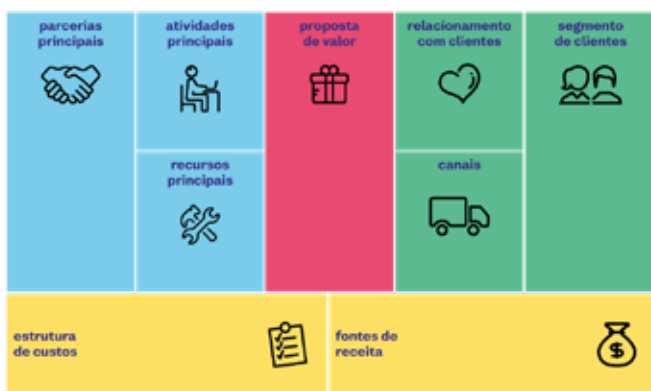 parcerias
principais
atividades
principais
proposta
de valor
relacionamento
com clientes
segmento
de clientes
recursos
principais
canais
estrutura
de custos
fontes de
receita
$